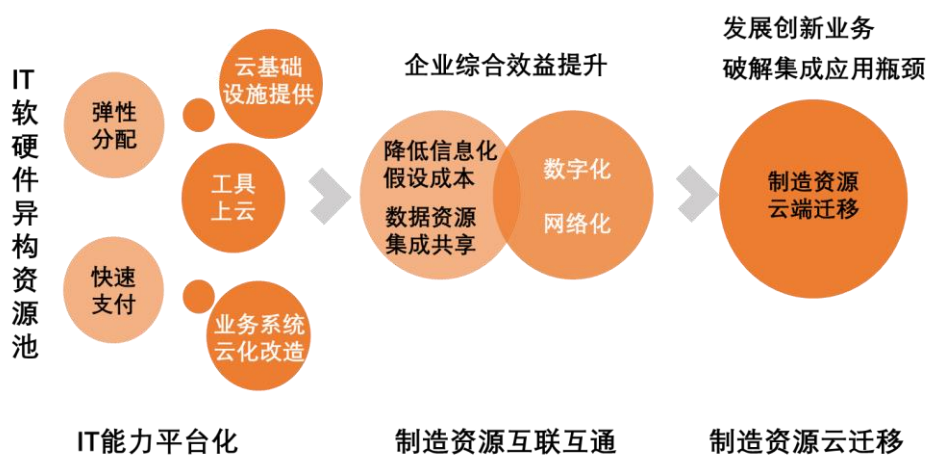 IT软硬件异构资源池
弹性
分配
云基础
设施提供
工具
上云
快速
支付
业务系统
云化改造
IT能力平台化
企业综合效益提升
降低信息化
假设成本
数据资源
集成共享
数字化
网络化
制造资源互联互通
发展创新业务
破解集成应用瓶颈
制造资源
云端迁移
制造资源云迁移